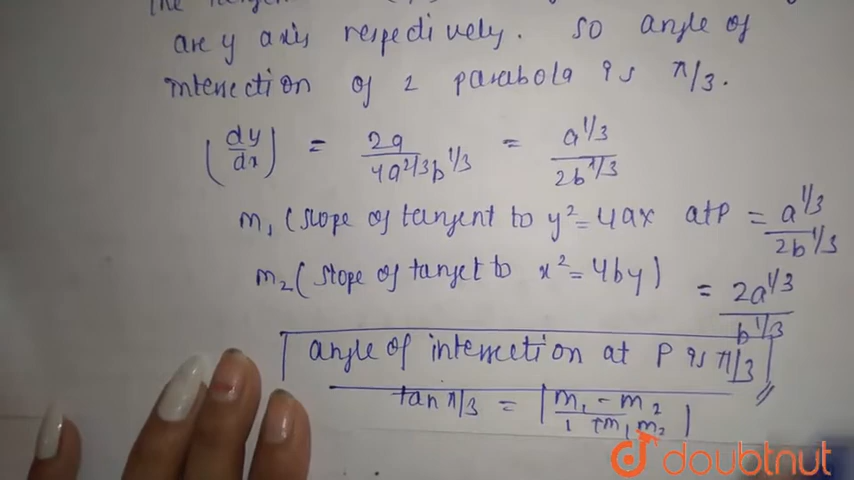 the
are y axis respectively. so angle of
intersection of 2 parabola is π/3.
(dy/dx) = 2a/4a^2/3b^1/3 = a^1/3/2b^1/3
m₁ (slope of tangent to y²=4ax at P = a^1/3/2b^1/3
m₂ (slope of tanget to x²=4by) = 2a^1/3/b^1/3
angle of intersection at P is π/3
tan π/3 = |m₁ - m₂/1 + m₁m₂|
doubtnut